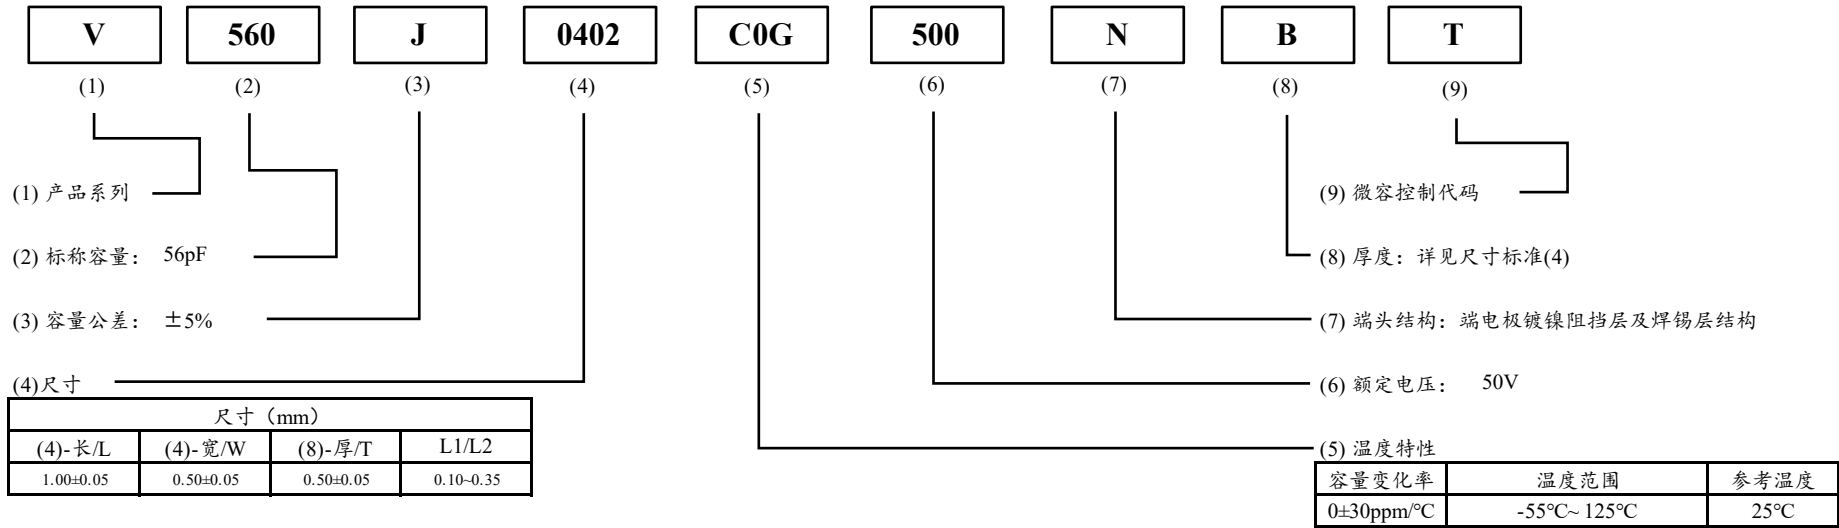 V 560 J 0402 C0G 500 N B T
(1) (2) (3) (4) (5) (6) (7) (8) (9)
(1) 产品系列
(9) 微容控制代码
(2) 标称容量： 56pF
(8) 厚度：详见尺寸标准(4)
(3) 容量公差： ±5%
(7) 端头结构：端电极镀镍阻挡层及焊锡层结构
(4)尺寸
(6) 额定电压： 50V
尺寸（mm）
(4)-长/L (4)-宽/W (8)-厚/T L1/L2
1.00±0.05 0.50±0.05 0.50±0.05 0.10~0.35
(5) 温度特性
容量变化率 温度范围 参考温度
0±30ppm/°C -55°C~ 125°C 25°C